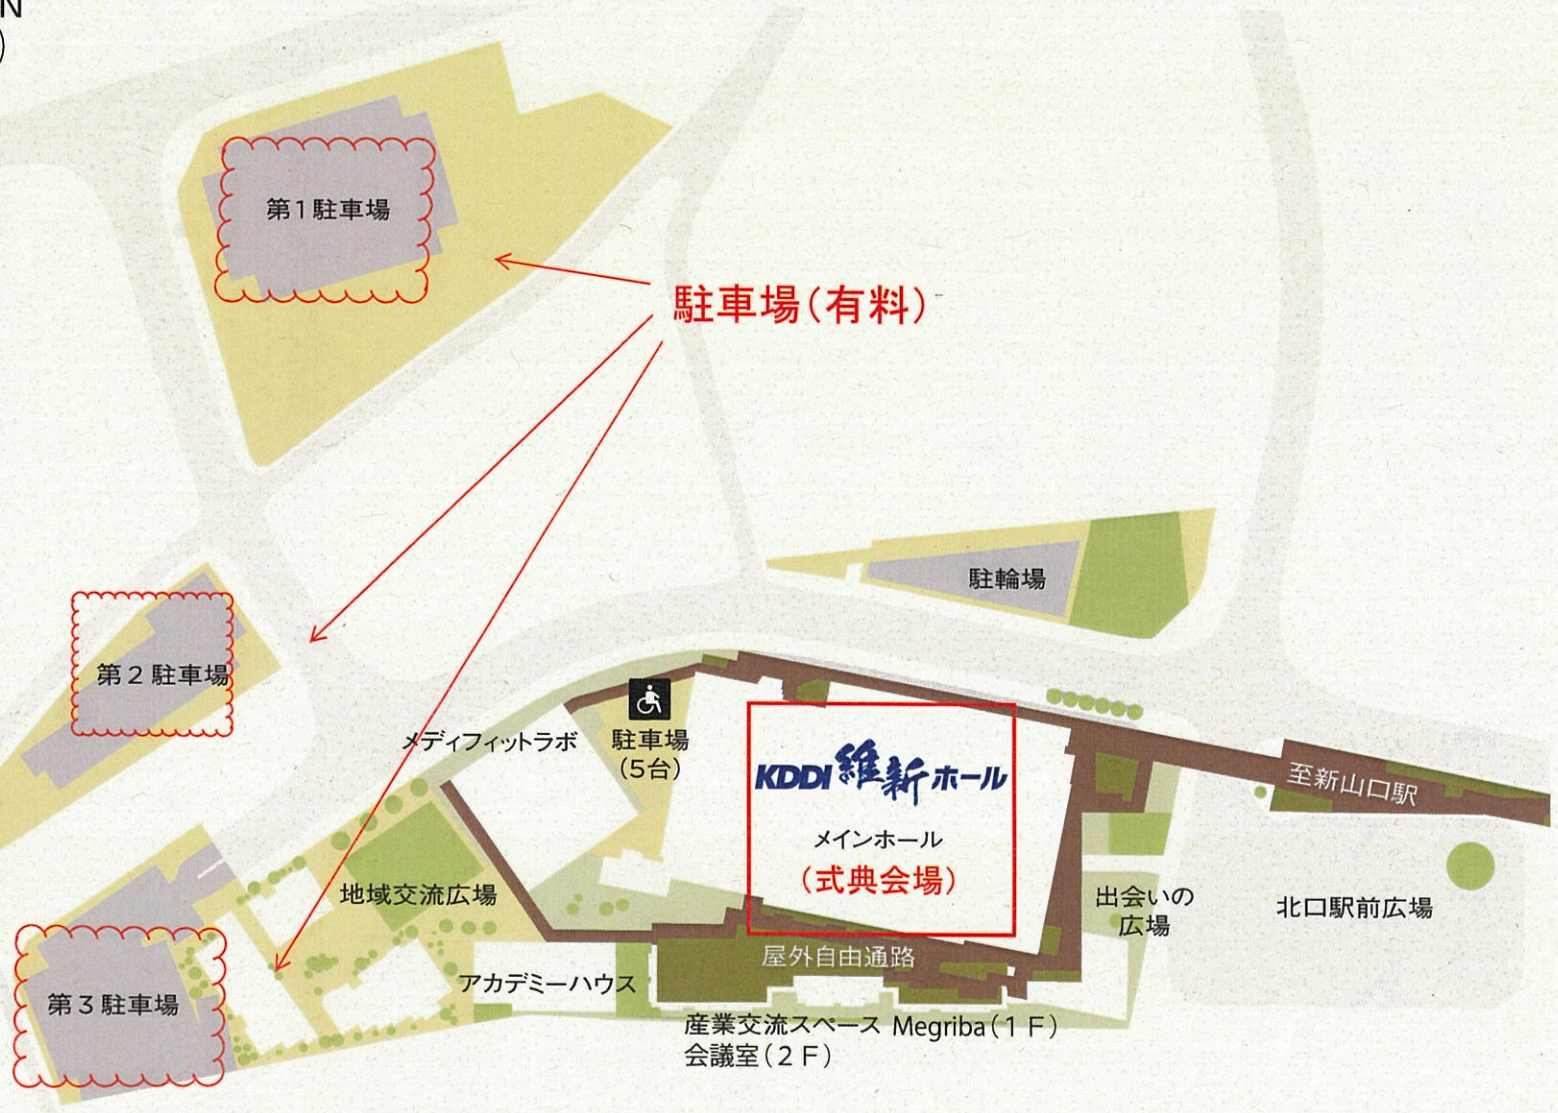 N
)
第1駐車場
駐車場(有料)
駐輪場
第2駐車場
メディフィットラボ
駐車場
(5台)
KDDI維新ホール
メインホール
(式典会場)
至新山口駅
地域交流広場
出会いの
広場
北口駅前広場
屋外自由通路
アカデミーハウス
第3駐車場
産業交流スペース Megriba(1F)
会議室(2F)